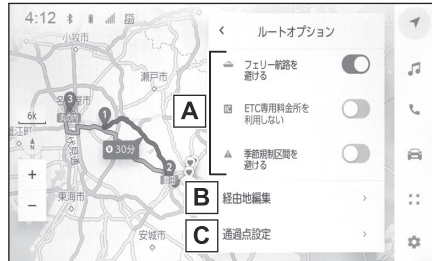 4:12
小牧市
瀬戸市
6k
N
3
1
30分
2
東海市
安城市
+
−
ルートオプション
A
フェリー航路を
避ける
ETC専用料金所を
利用しない
季節規制区間を
避ける
B
経由地編集
C
通過点設定